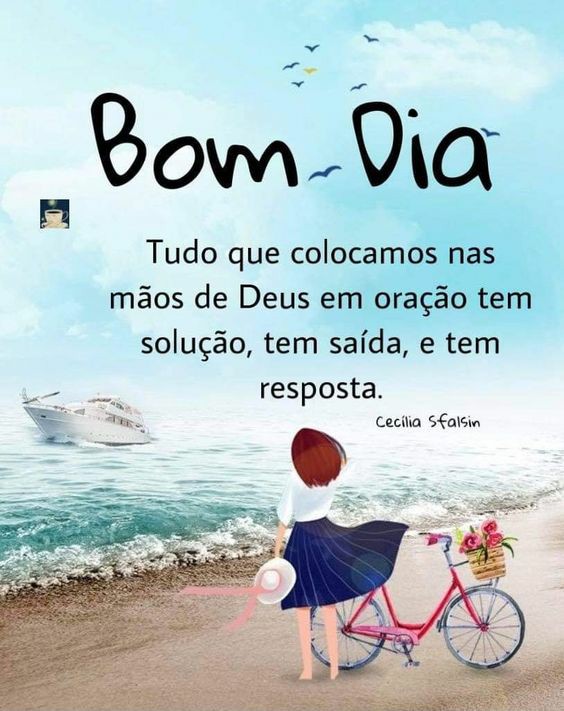 Bom Dia
Tudo que colocamos nas
mãos de Deus em oração tem
solução, tem saída, e tem
resposta.
Cecília Sfalsin